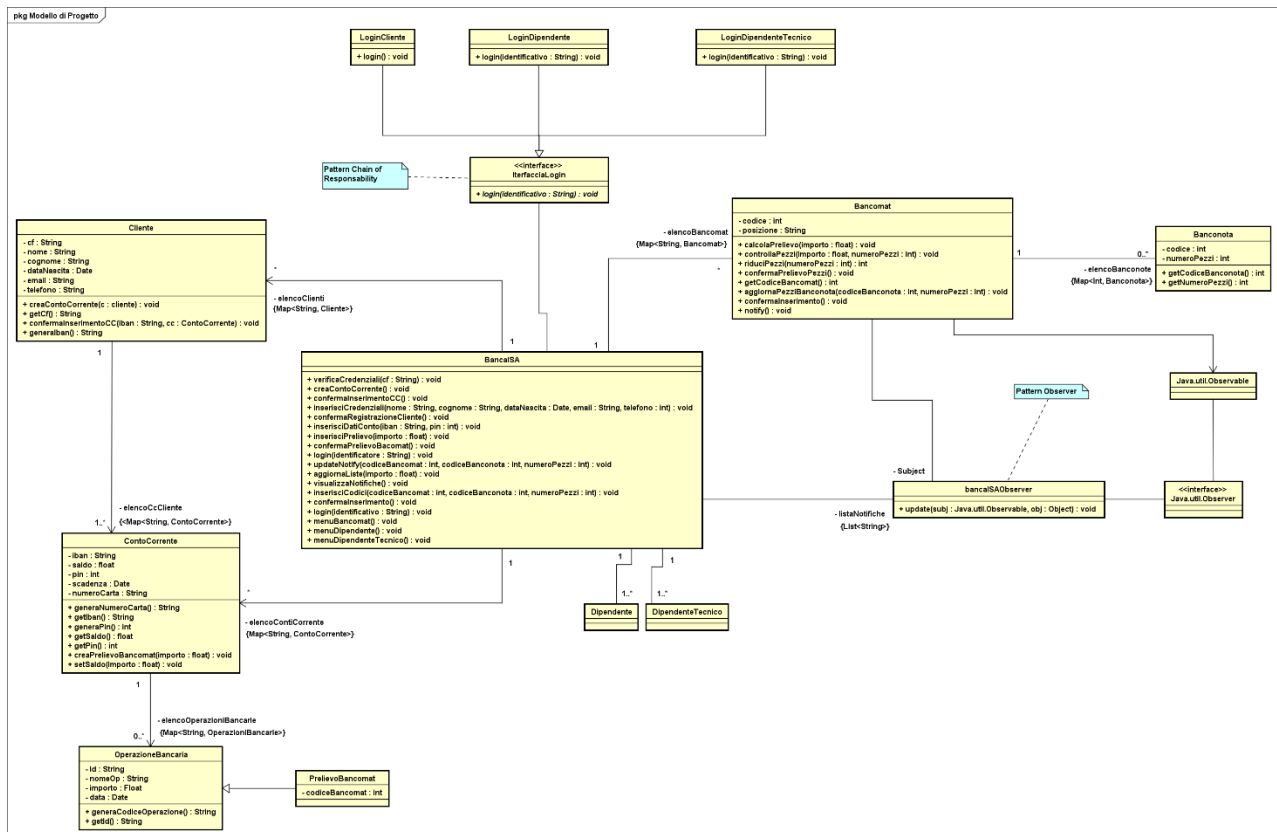 pkg Modello di Progetto
LoginCliente
+ login() : void
LoginDipendente
+ login(identificativo : String) : void
LoginDipendenteTecnico
+ login(identificativo : String) : void
Pattern Chain of
Responsability
<<interface>>
IterfacciaLogin
+ login(identificativo : String) : void
Cliente
- cf : String
- nome : String
- cognome : String
- dataNascita : Date
- email : String
- telefono : String
+ creaContoCorrente(c : cliente) : void
+ getCf() : String
+ confermaInserimentoCC(iban : String, cc : ContoCorrente) : void
+ generaIban() : String
*
- elencoClienti
{Map<String, Cliente>}
1
1
- elencoBancomat
{Map<String, Bancomat>}
*
1
Bancomat
- codice : int
- posizione : String
+ calcolaPrelievo(importo : float) : void
+ controllaPezzi(importo : float, numeroPezzi : int) : void
+ riduciPezzi(numeroPezzi : int) : int
+ confermaPrelievoPezzi() : void
+ getCodiceBancomat() : int
+ aggiornaPezziBanconota(codiceBanconota : int, numeroPezzi : int) : void
+ confermaInserimento() : void
+ notify() : void
1
0..*
- elencoBanconote
{Map<Int, Banconota>}
Banconota
- codice : int
- numeroPezzi : int
+ getCodiceBanconota() : int
+ getNumeroPezzi() : int
BancaISA
+ verificaCredenziali(cf : String) : void
+ creaContoCorrente() : void
+ confermaInserimentoCC() : void
+ inserisciCredenziali(nome : String, cognome : String, dataNascita : Date, email : String, telefono : int) : void
+ confermaRegistrazioneCliente() : void
+ inserisciDatiConto(iban : String, pin : int) : void
+ inserisciPrelievo(importo : float) : void
+ confermaPrelievoBacomat() : void
+ login(identificatore : String) : void
+ updateNotify(codiceBancomat : int, codiceBanconota : int, numeroPezzi : int) : void
+ aggiornaListe(importo : float) : void
+ visualizzaNotifiche() : void
+ inserisciCodici(codiceBancomat : int, codiceBanconota : int, numeroPezzi : int) : void
+ confermaInserimento() : void
+ login(identificativo : String) : void
+ menuBancomat() : void
+ menuDipendente() : void
+ menuDipendenteTecnico() : void
Java.util.Observable
Pattern Observer
- Subject
bancaISAObserver
+ update(subj : Java.util.Observable, obj : Object) : void
<<interface>>
Java.util.Observer
- listaNotifiche
{List<String>}
- elencoCcCliente
{<Map<String, ContoCorrente>}
1..*
ContoCorrente
- iban : String
- saldo : float
- pin : int
- scadenza : Date
- numeroCarta : String
+ generaNumeroCarta() : String
+ getIban() : String
+ generaPin() : int
+ getSaldo() : float
+ getPin() : int
+ creaPrelievoBancomat(importo : float) : void
+ setSaldo(importo : float) : void
1
*
- elencoContiCorrente
{Map<String, ContoCorrente>}
1
1
1..*
Dipendente
1
1..*
DipendenteTecnico
- elencoOperazioniBancarie
{Map<String, OperazioniBancarie>}
0..*
OperazioneBancaria
- id : String
- nomeOp : String
- importo : Float
- data : Date
+ generaCodiceOperazione() : String
+ getId() : String
PrelievoBancomat
- codiceBancomat : int